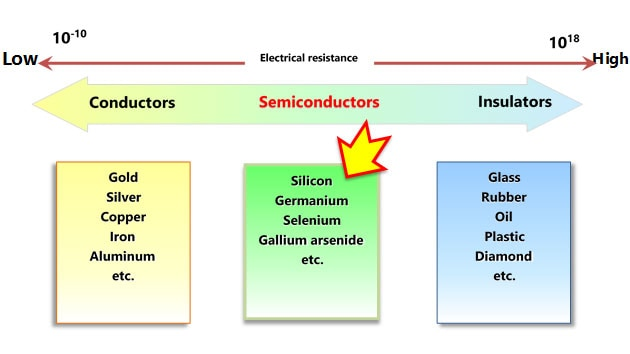 10-10
1018
Low
Electrical resistance
High
Conductors
Semiconductors
Insulators
Gold
Silver
Copper
Iron
Aluminum
etc.
Silicon
Germanium
Selenium
Gallium arsenide
etc.
Glass
Rubber
Oil
Plastic
Diamond
etc.